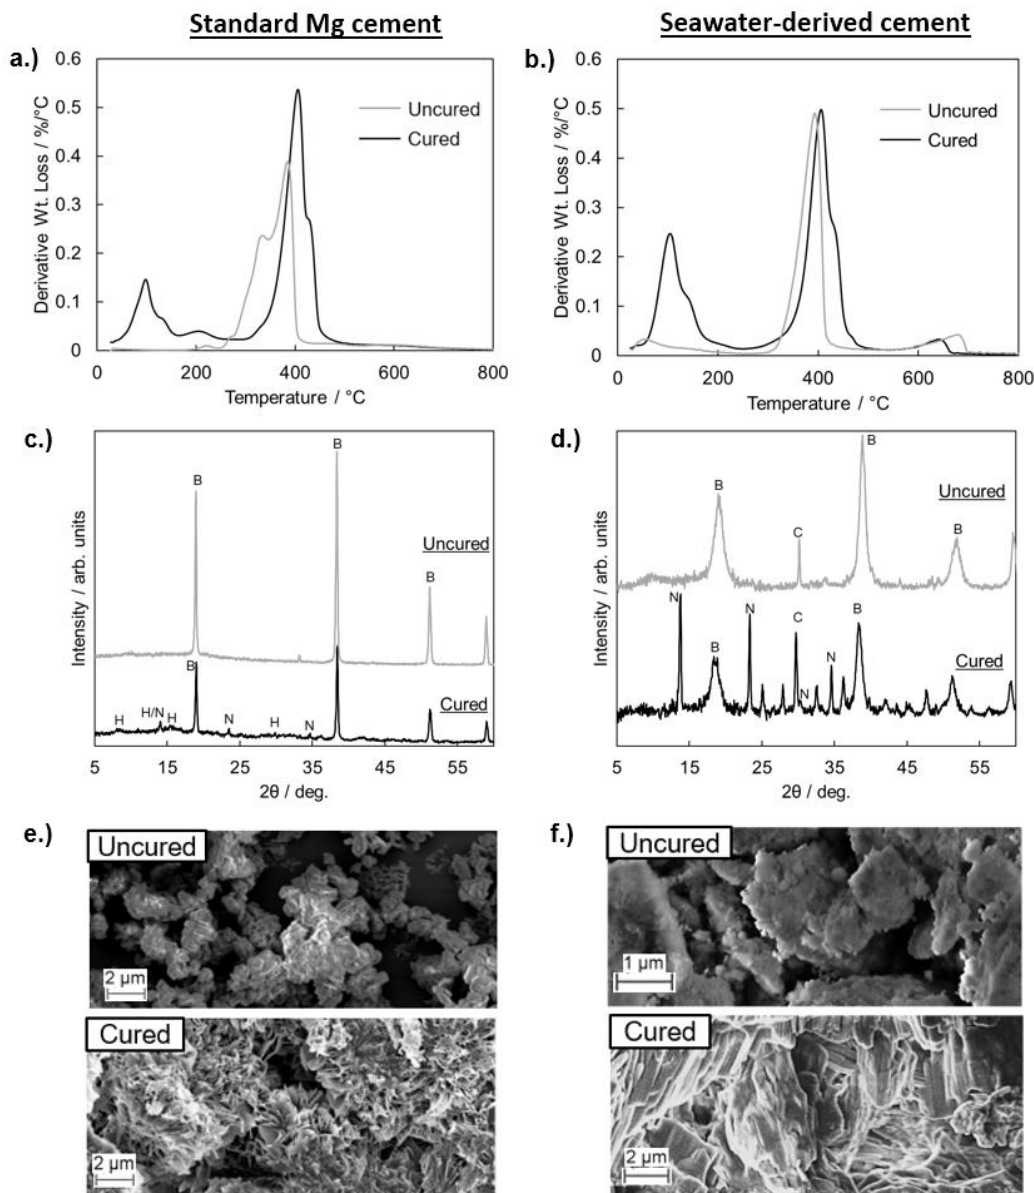 Standard Mg cement
Seawater-derived cement
a.)
0.6
0.5
0.4
0.3
0.2
0.1
0
Derivative Wt. Loss / %/°C
Uncured
Cured
0 200 400 600 800
Temperature / °C
b.)
0.6
0.5
0.4
0.3
0.2
0.1
0
Derivative Wt. Loss / %/°C
Uncured
Cured
0 200 400 600 800
Temperature / °C
c.)
Intensity / arb. units
B
B
B
Uncured
H
H/N
H
B
N
H
N
Cured
5 15 25 35 45 55
2θ / deg.
d.)
Intensity / arb. units
B
C
B
B
Uncured
N
B
N
C
N
N
B
Cured
5 15 25 35 45 55
2θ / deg.
e.)
Uncured
2 µm
Cured
2 µm
f.)
Uncured
1 µm
Cured
2 µm